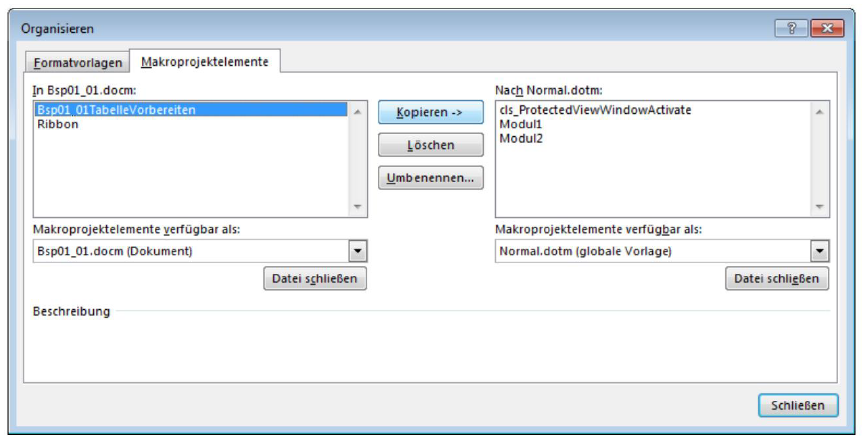 Organisieren
Formatvorlagen
Makroprojektelemente
In Bsp01_01.docm:
Bsp01_01TabelleVorbereiten
Ribbon
Kopieren ->
Löschen
Umbenennen...
Nach Normal.dotm:
cls_ProtectedViewWindowActivate
Modul1
Modul2
Makroprojektelemente verfügbar als:
Bsp01_01.docm (Dokument)
Datei schließen
Makroprojektelemente verfügbar als:
Normal.dotm (globale Vorlage)
Datei schließen
Beschreibung
Schließen